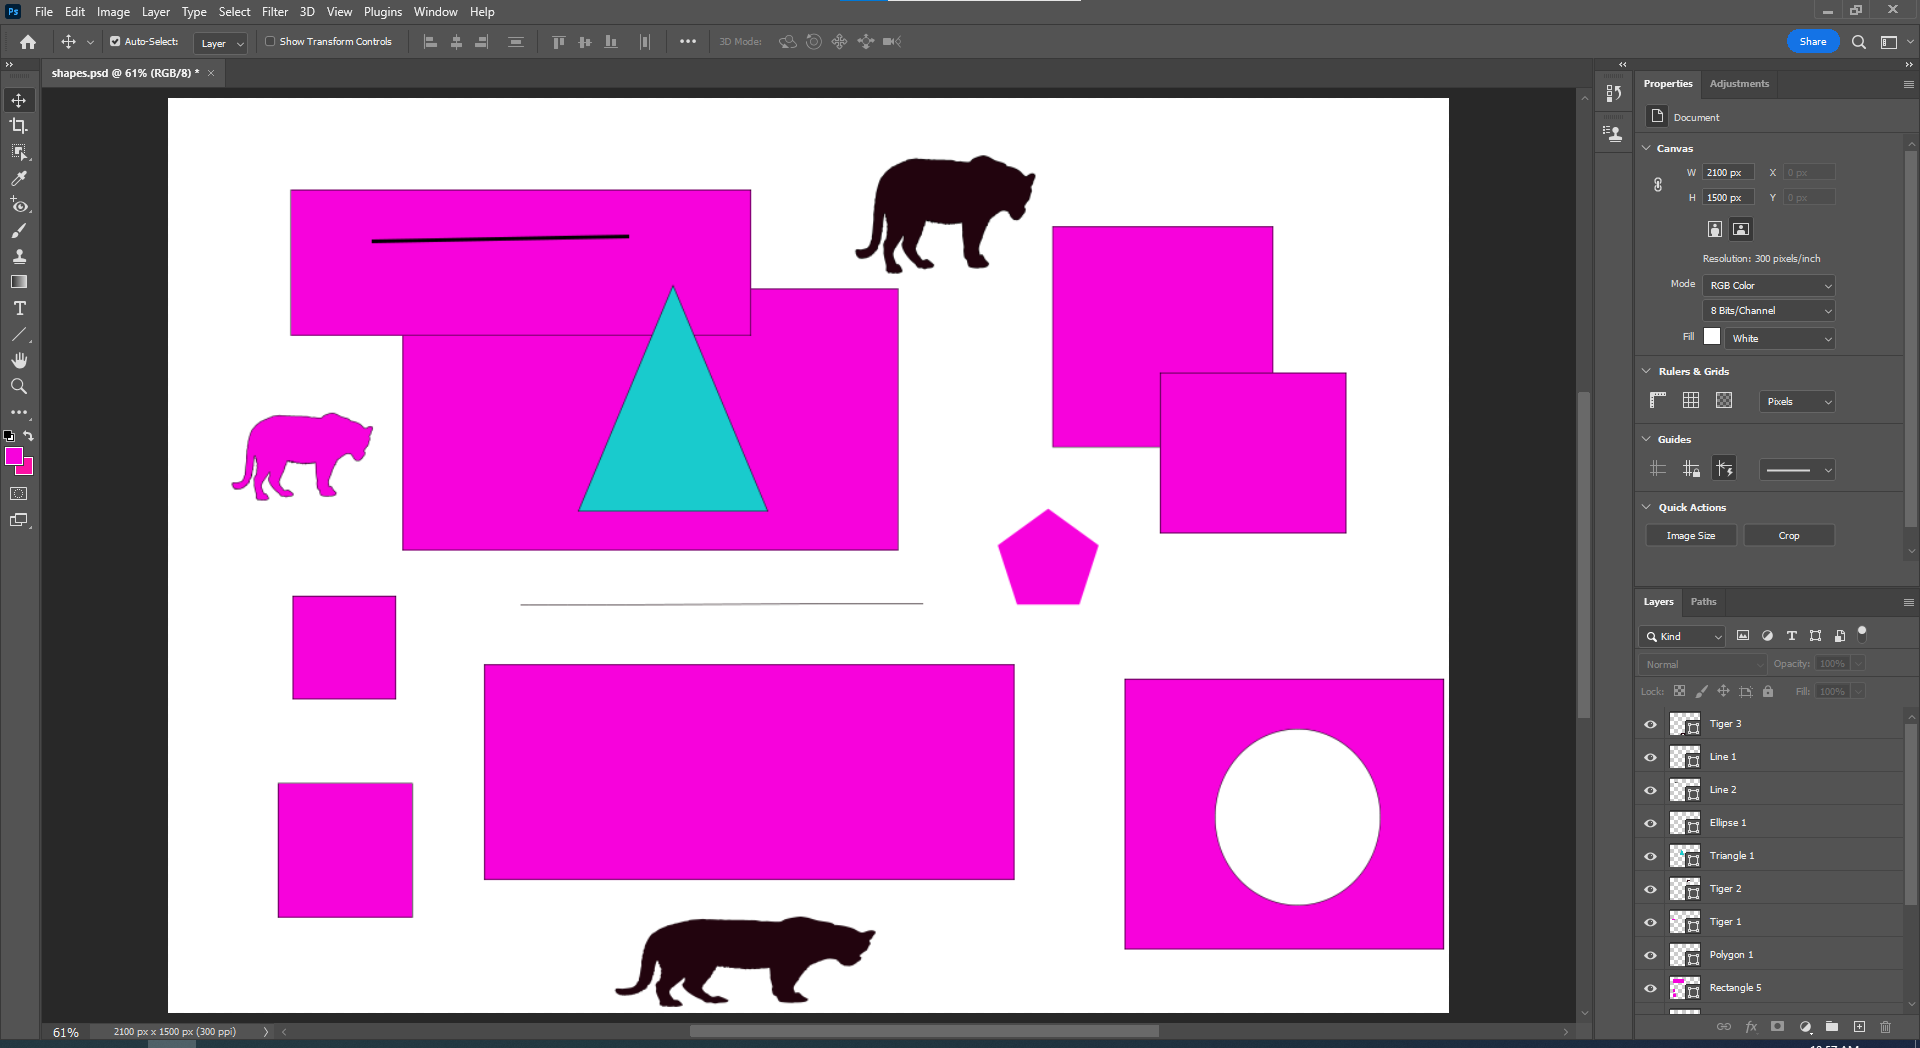 Ps File Edit Image Layer Type Select Filter 3D View Plugins Window Help
Auto-Select: Layer Show Transform Controls 3D Mode: Share
shapes.psd @ 61% (RGB/8) *
Properties Adjustments
Document
Canvas
W 2100 px X 0 px
H 1500 px Y 0 px
Resolution: 300 pixels/inch
Mode RGB Color
8 Bits/Channel
Fill White
Rulers & Grids
Pixels
Guides
Quick Actions
Image Size Crop
Layers Paths
Kind
Normal Opacity: 100%
Lock: Fill: 100%
Tiger 3
Line 1
Line 2
Ellipse 1
Triangle 1
Tiger 2
Tiger 1
Polygon 1
Rectangle 5
61% 2100 px x 1500 px (300 ppi)